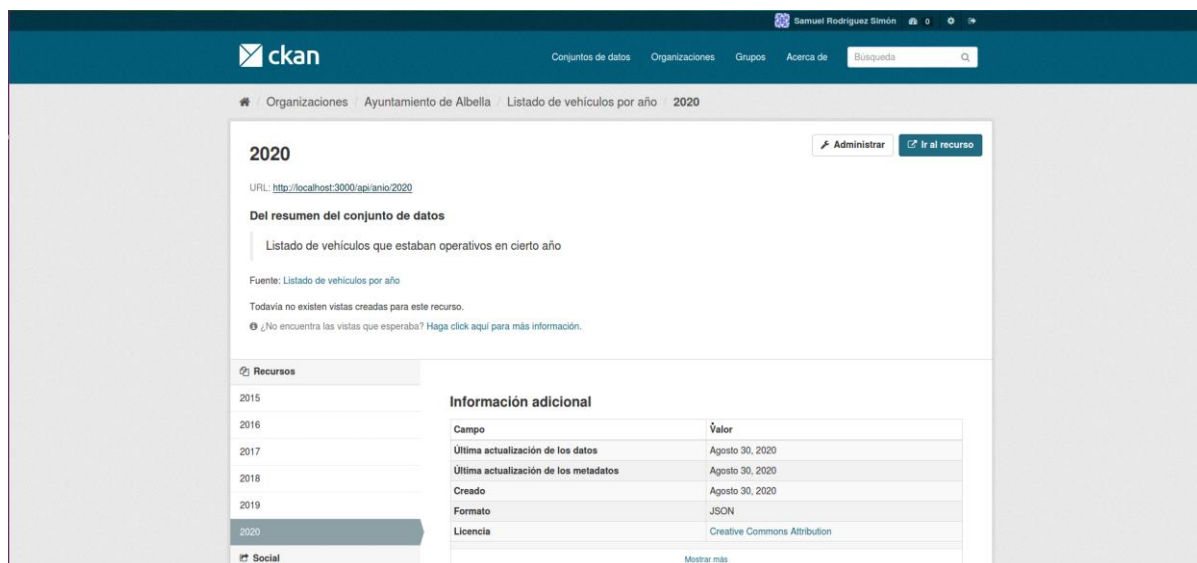 Samuel Rodríguez Simón 0
ckan
Conjuntos de datos Organizaciones Grupos Acerca de Búsqueda
/ Organizaciones / Ayuntamiento de Albella / Listado de vehículos por año / 2020
Administrar Ir al recurso
2020
URL: http://localhost:3000/api/anio/2020
Del resumen del conjunto de datos
Listado de vehículos que estaban operativos en cierto año
Fuente: Listado de vehículos por año
Todavía no existen vistas creadas para este recurso.
¿No encuentra las vistas que esperaba? Haga click aquí para más información.
Recursos
2015
2016
2017
2018
2019
2020
Social
Información adicional
Campo Valor
Última actualización de los datos Agosto 30, 2020
Última actualización de los metadatos Agosto 30, 2020
Creado Agosto 30, 2020
Formato JSON
Licencia Creative Commons Attribution
Mostrar más